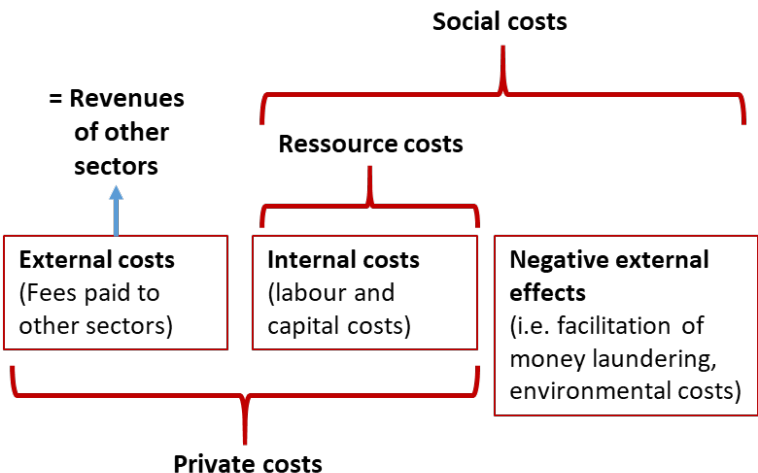 Social costs
= Revenues
of other
sectors
Ressource costs
External costs
(Fees paid to
other sectors)
Internal costs
(labour and
capital costs)
Negative external
effects
(i.e. facilitation of
money laundering,
environmental costs)
Private costs